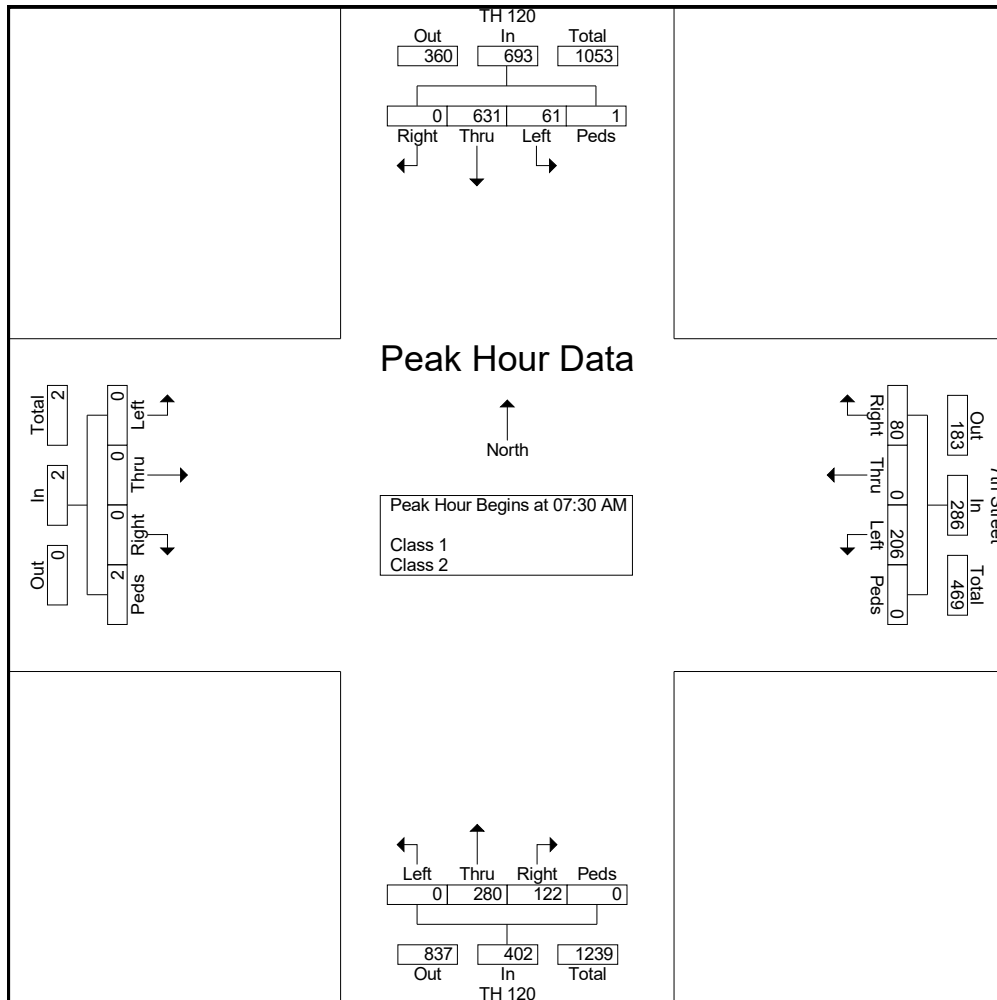 TH 120
Out In Total
360 693 1053
0 631 61 1
Right Thru Left Peds
Peak Hour Data
North
Peak Hour Begins at 07:30 AM
Class 1
Class 2
Left Thru Right Peds
0 0 0 2
Out In Total
0 2 2
Right Thru Left Peds
80 0 206 0
Out In Total
183 286 469
Street
Left Thru Right Peds
0 280 122 0
837 402 1239
Out In Total
TH 120